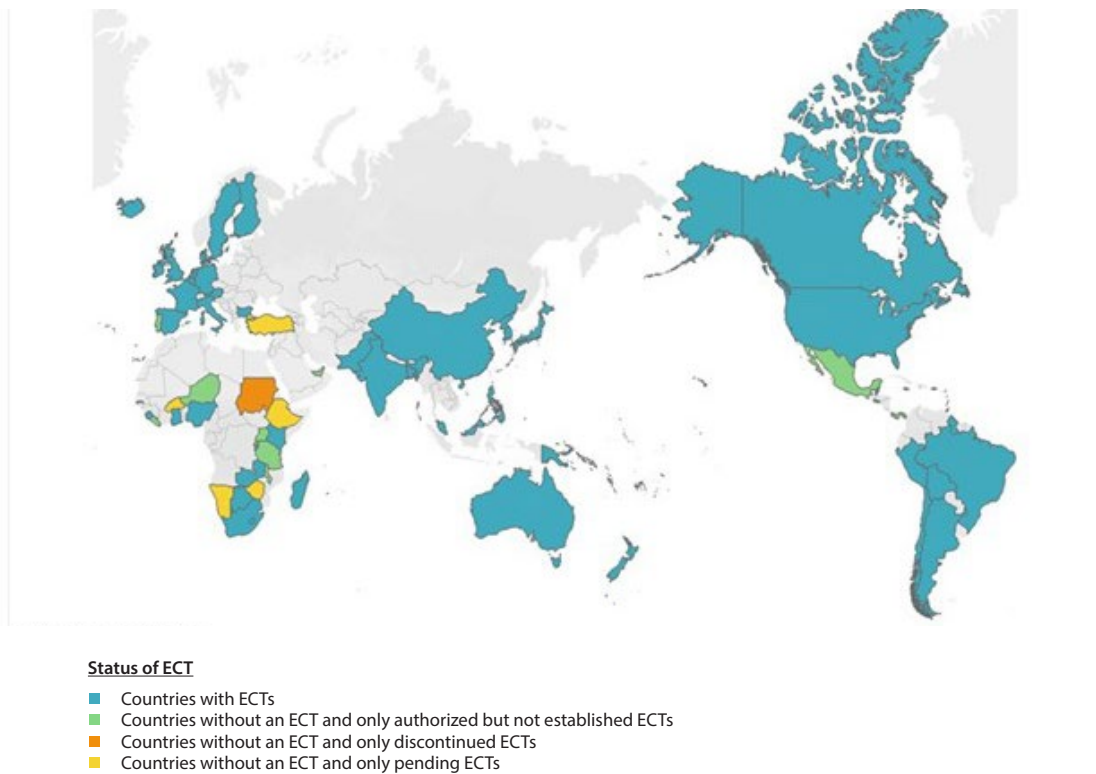 Status of ECT
Countries with ECTs
Countries without an ECT and only authorized but not established ECTs
Countries without an ECT and only discontinued ECTs
Countries without an ECT and only pending ECTs